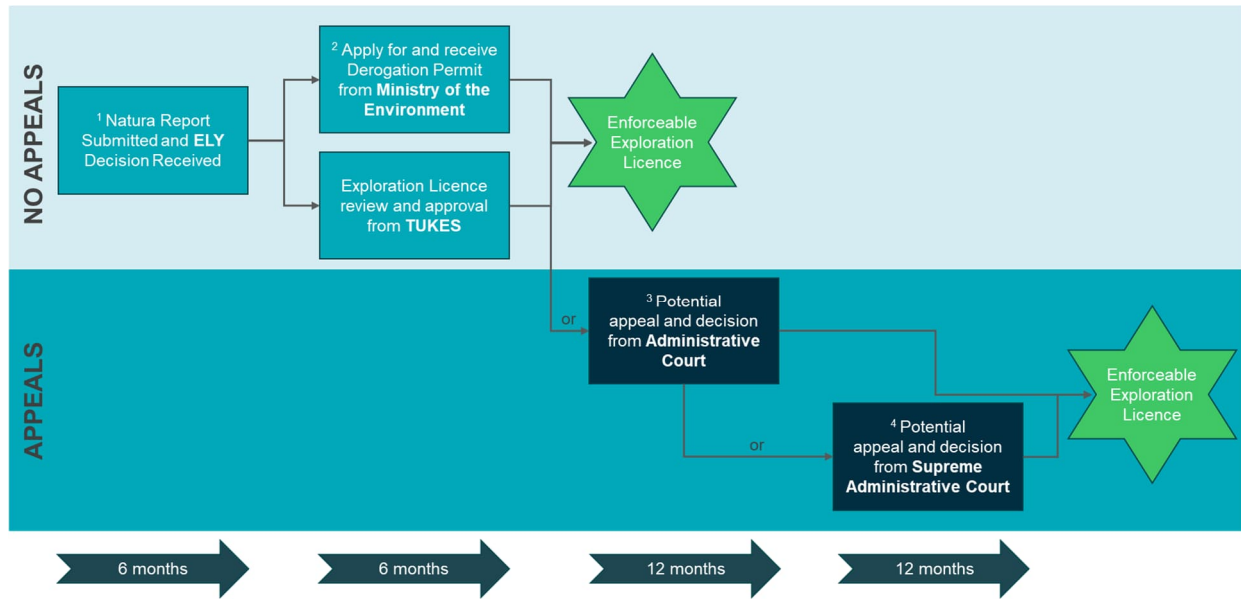 NO APPEALS
¹ Natura Report
Submitted and ELY
Decision Received
² Apply for and receive
Derogation Permit
from Ministry of the
Environment
Exploration Licence
review and approval
from TUKES
Enforceable
Exploration
Licence
APPEALS
or
³ Potential
appeal and decision
from Administrative
Court
or
⁴ Potential
appeal and decision
from Supreme
Administrative Court
Enforceable
Exploration
Licence
6 months
6 months
12 months
12 months